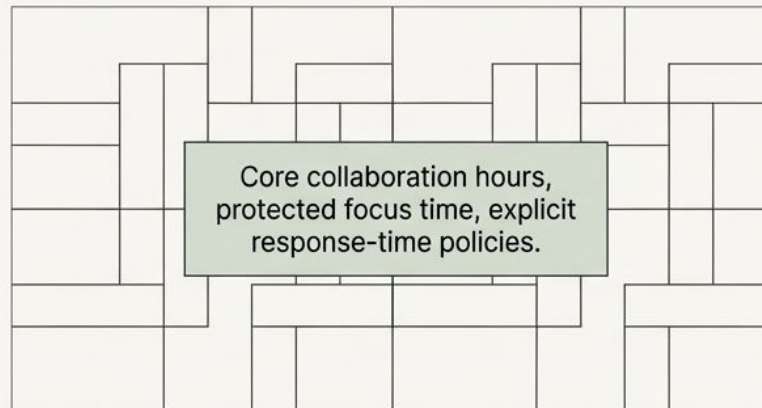 Core collaboration hours,
protected focus time, explicit
response-time policies.